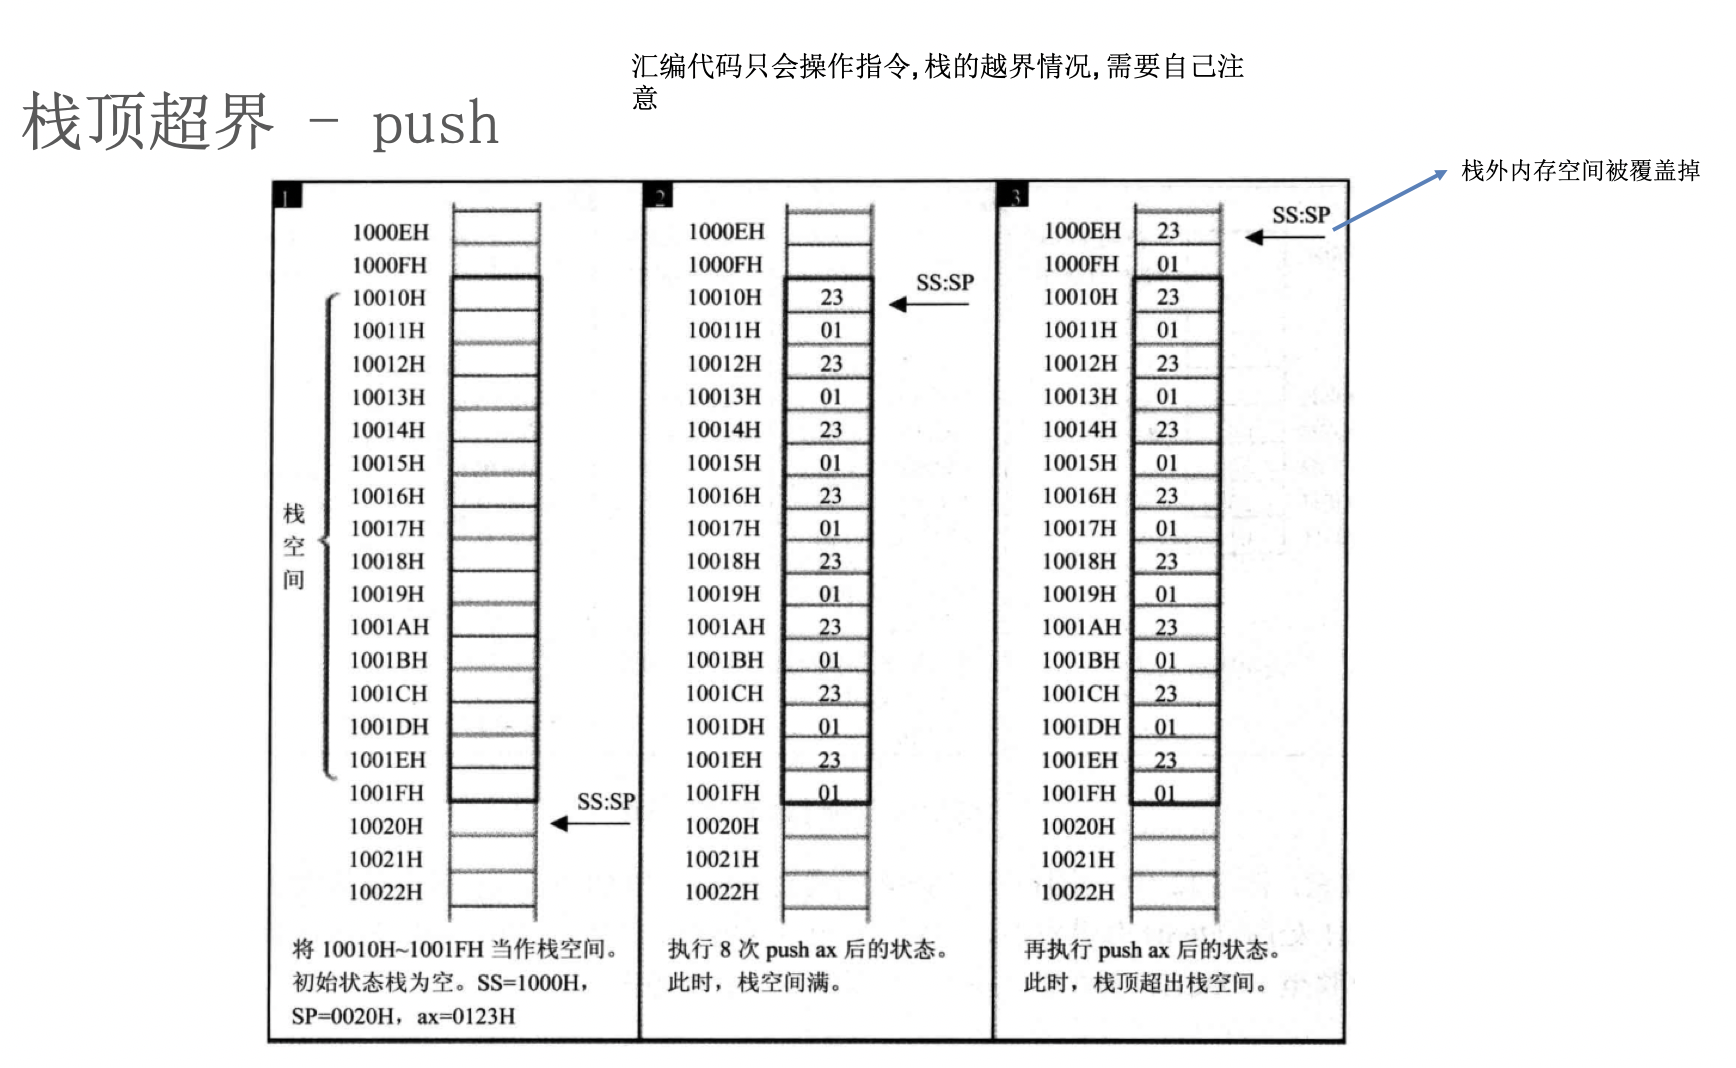 汇编代码只会操作指令,栈的越界情况,需要自己注
意
栈顶超界 - push
栈外内存空间被覆盖掉
1
1000EH
1000FH
10010H
10011H
10012H
10013H
10014H
10015H
10016H
10017H
10018H
10019H
1001AH
1001BH
1001CH
1001DH
1001EH
1001FH
10020H
10021H
10022H
栈
空
间
SS:SP
将 10010H~1001FH 当作栈空间。
初始状态栈为空。SS=1000H，
SP=0020H，ax=0123H
2
1000EH
1000FH
10010H 23
10011H 01
10012H 23
10013H 01
10014H 23
10015H 01
10016H 23
10017H 01
10018H 23
10019H 01
1001AH 23
1001BH 01
1001CH 23
1001DH 01
1001EH 23
1001FH 01
10020H
10021H
10022H
SS:SP
执行 8 次 push ax 后的状态。
此时，栈空间满。
3
1000EH 23
1000FH 01
10010H 23
10011H 01
10012H 23
10013H 01
10014H 23
10015H 01
10016H 23
10017H 01
10018H 23
10019H 01
1001AH 23
1001BH 01
1001CH 23
1001DH 01
1001EH 23
1001FH 01
10020H
10021H
10022H
SS:SP
再执行 push ax 后的状态。
此时，栈顶超出栈空间。